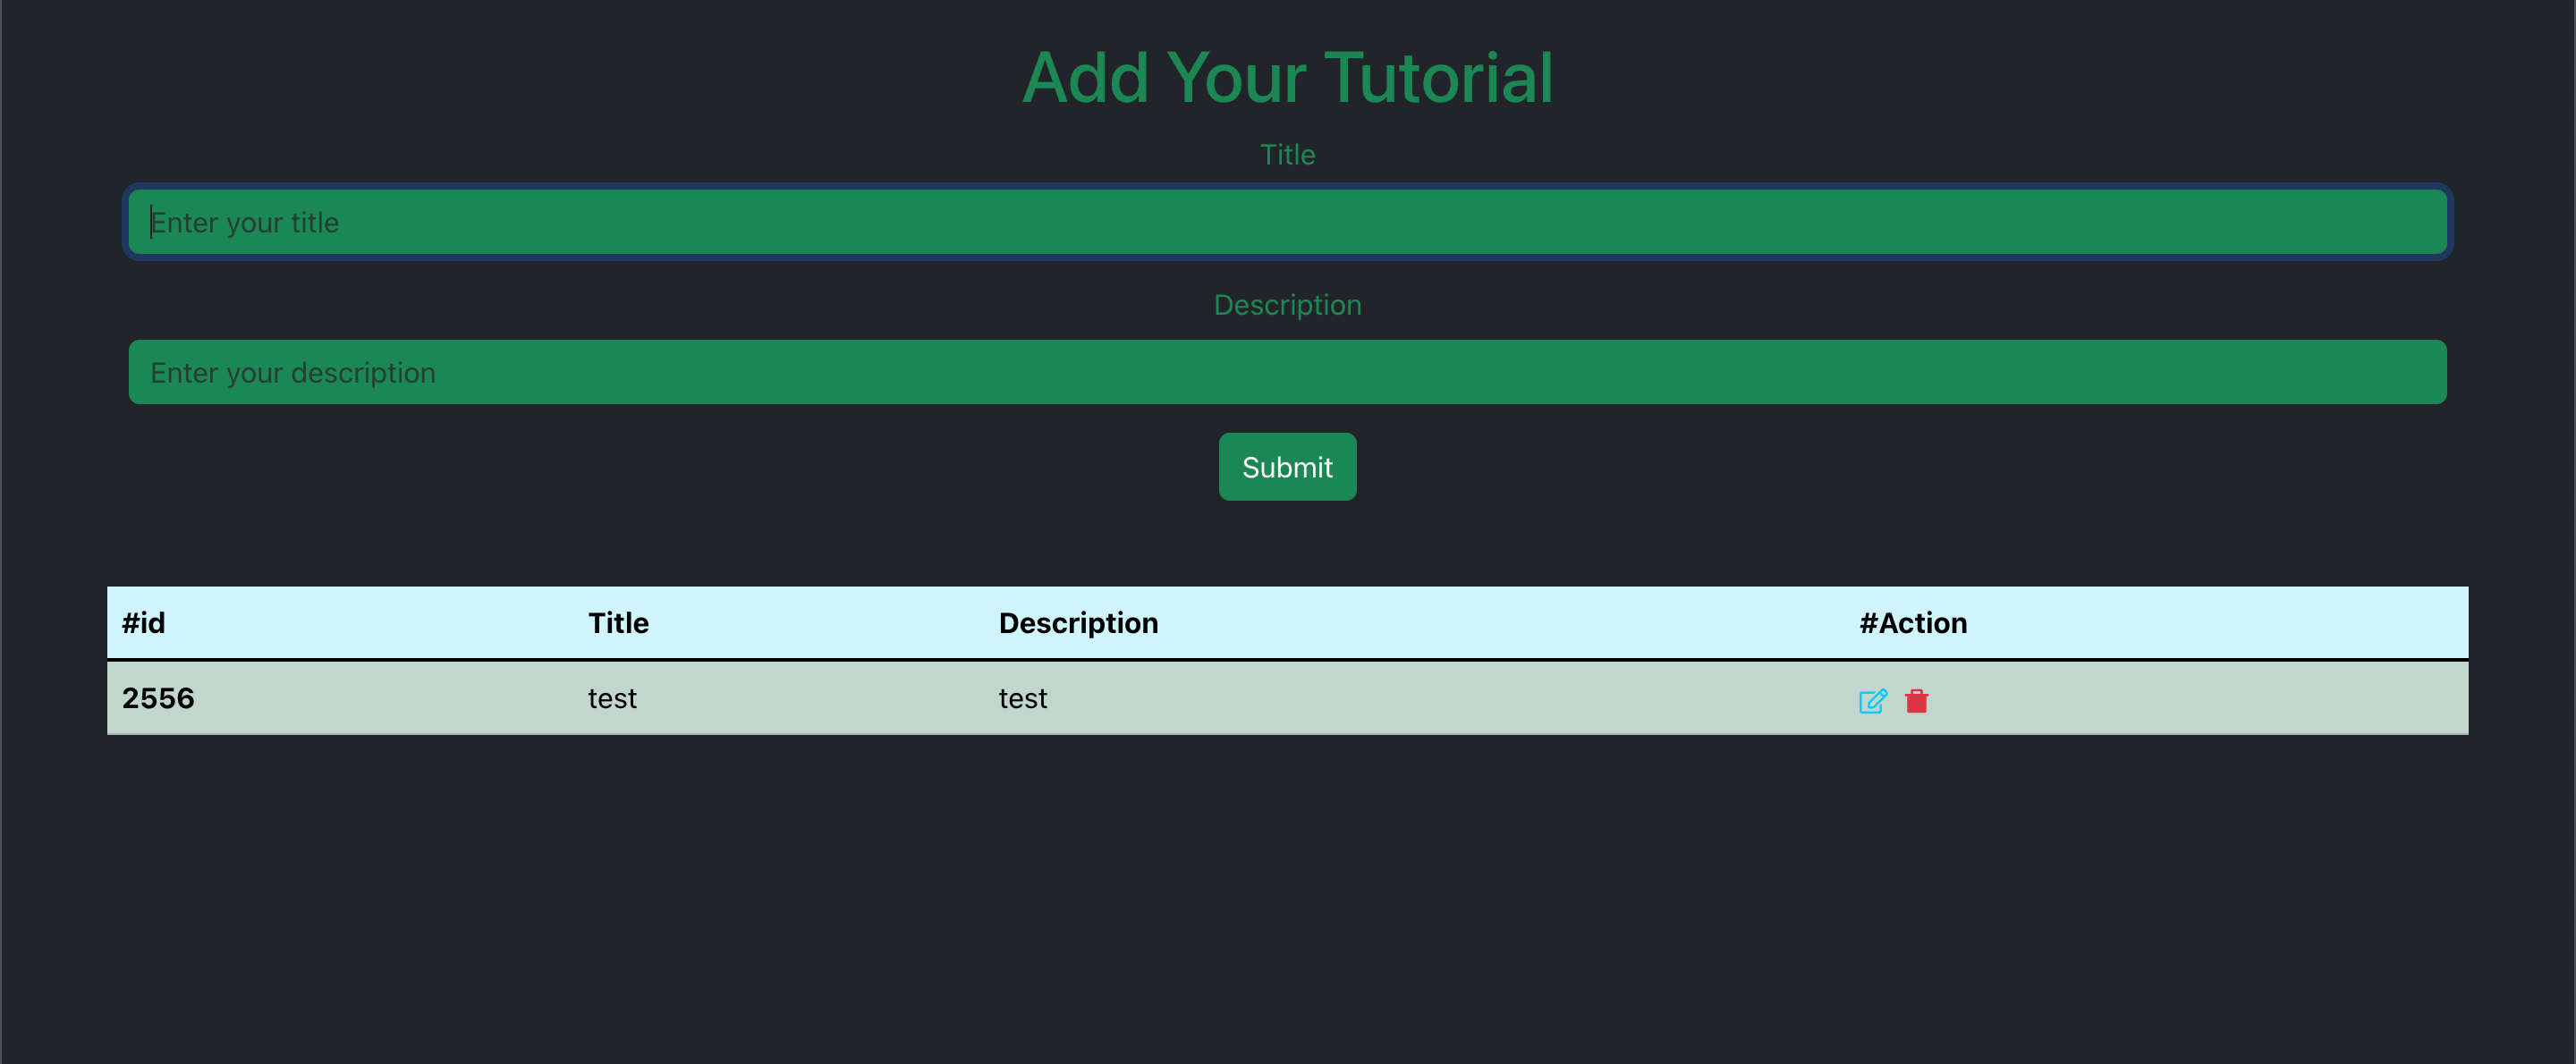 Add Your Tutorial
Title
Enter your title
Description
Enter your description
Submit
#id Title Description #Action
2556 test test